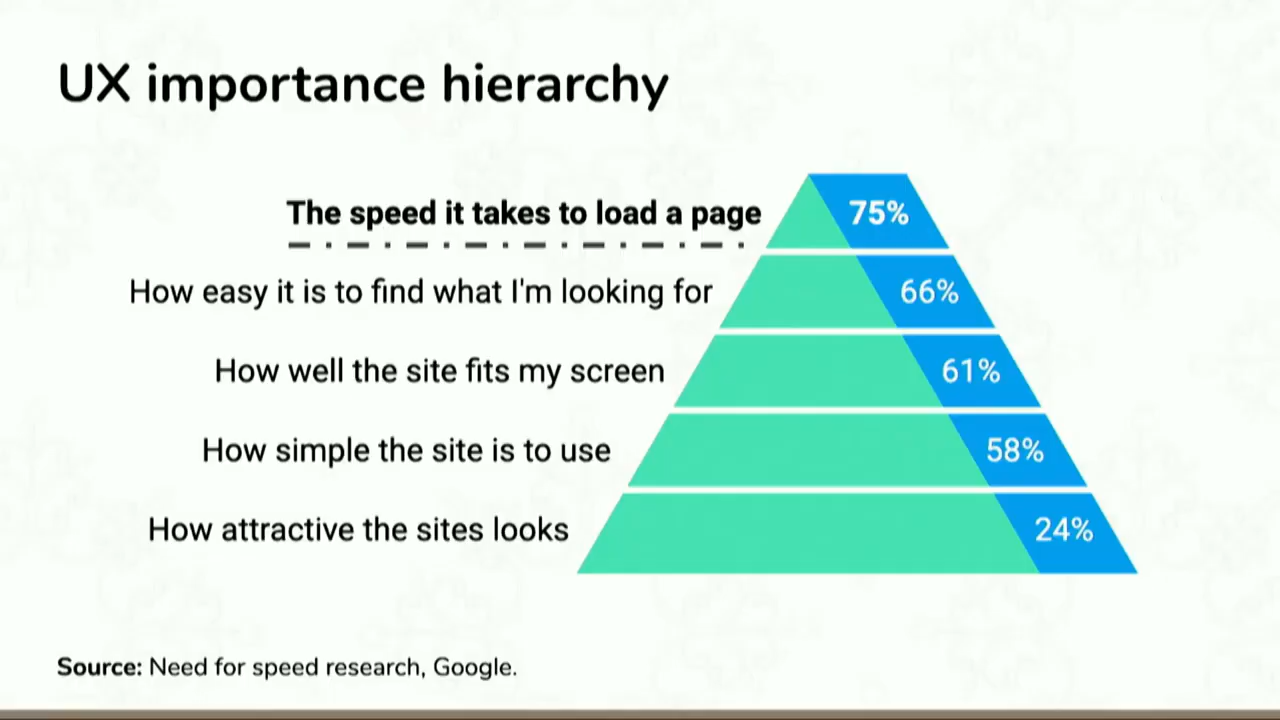 UX importance hierarchy
The speed it takes to load a page 75%
How easy it is to find what I'm looking for 66%
How well the site fits my screen 61%
How simple the site is to use 58%
How attractive the sites looks 24%
Source: Need for speed research, Google.